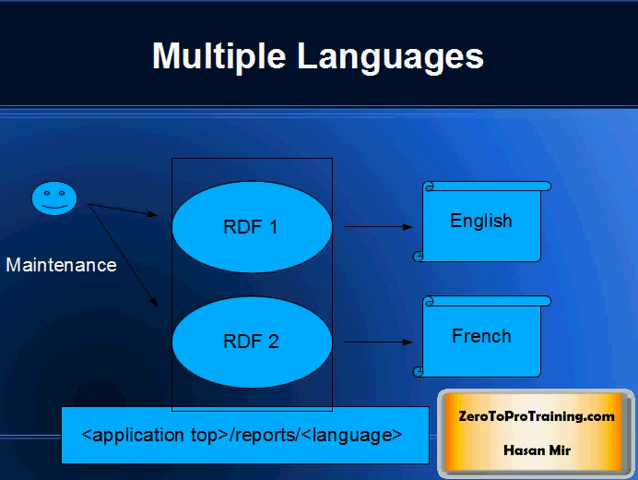 Multiple Languages
RDF 1
English
Maintenance
RDF 2
French
<application top>/reports/<language>
ZeroToProTraining.com
Hasan Mir